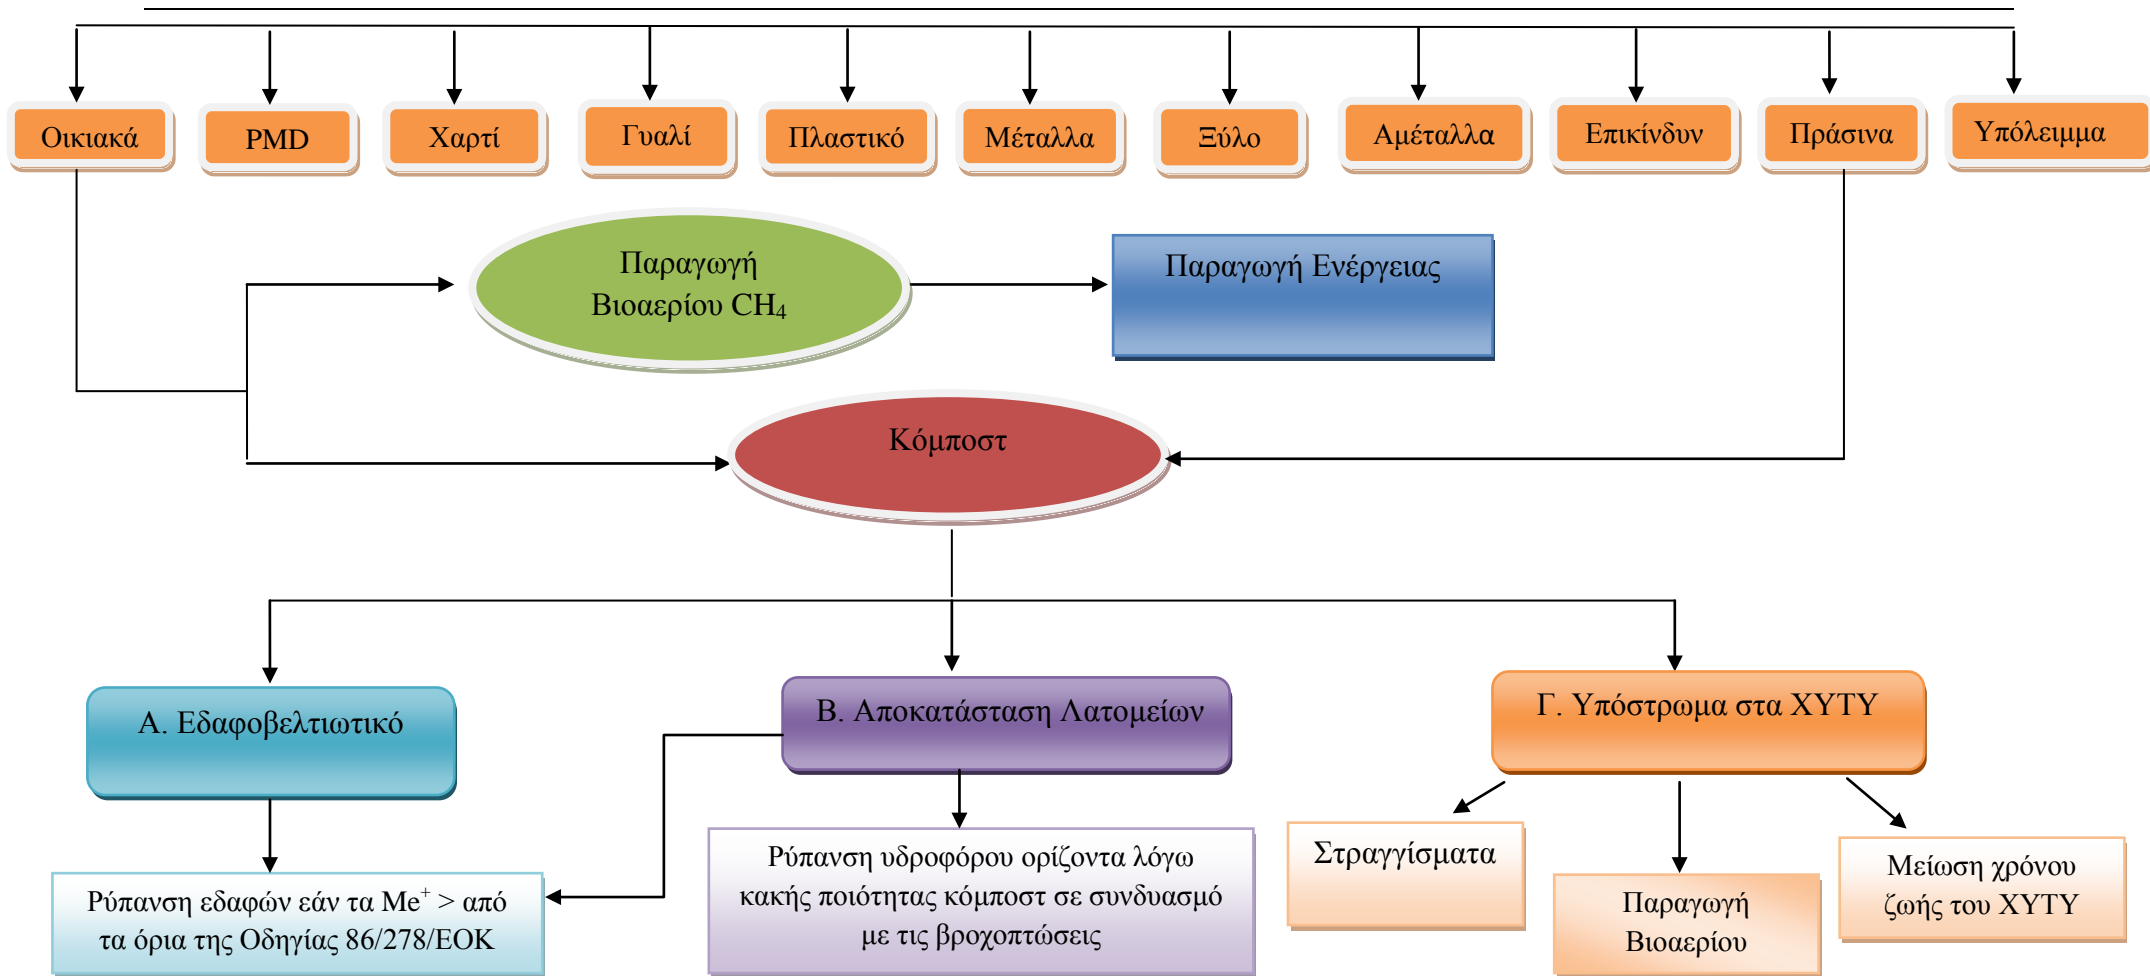 Οικιακά
PMD
Χαρτί
Γυαλί
Πλαστικό
Μέταλλα
Ξύλο
Αμέταλλα
Επικίνδυν
Πράσινα
Υπόλειμμα
Παραγωγή
Βιοαερίου CH₄
Παραγωγή Ενέργειας
Κόμποστ
Α. Εδαφοβελτιωτικό
Β. Αποκατάσταση Λατομείων
Γ. Υπόστρωμα στα ΧΥΤΥ
Ρύπανση εδαφών εάν τα Me⁺ > από
τα όρια της Οδηγίας 86/278/ΕΟΚ
Ρύπανση υδροφόρου ορίζοντα λόγω
κακής ποιότητας κόμποστ σε συνδυασμό
με τις βροχοπτώσεις
Στραγγίσματα
Παραγωγή
Βιοαερίου
Μείωση χρόνου
ζωής του ΧΥΤΥ